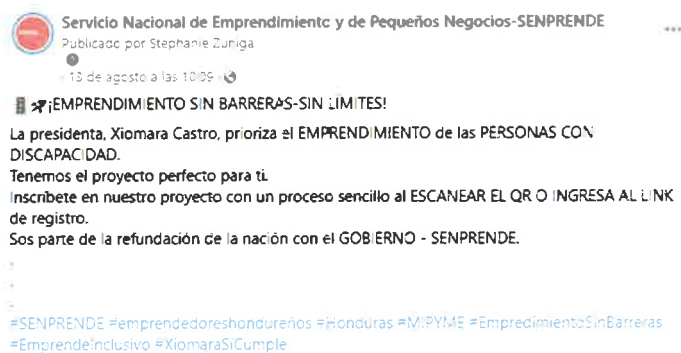 Servicio Nacional de Emprendimiento y de Pequeños Negocios-SENPRENDE
Publicado por Stephanie Zuniga
13 de agosto a las 10:09
¡EMPRENDIMIENTO SIN BARRERAS-SIN LÍMITES!
La presidenta, Xiomara Castro, prioriza el EMPRENDIMIENTO de las PERSONAS CON
DISCAPACIDAD.
Tenemos el proyecto perfecto para ti.
Inscríbete en nuestro proyecto con un proceso sencillo al ESCANEAR EL QR O INGRESA AL LINK
de registro.
Sos parte de la refundación de la nación con el GOBIERNO - SENPRENDE.
.
.
.
#SENPRENDE #emprendedoreshondureños #Honduras #MIPYME #EmpredimientoSinBarreras
#EmprendeInclusivo #XiomaraSíCumple